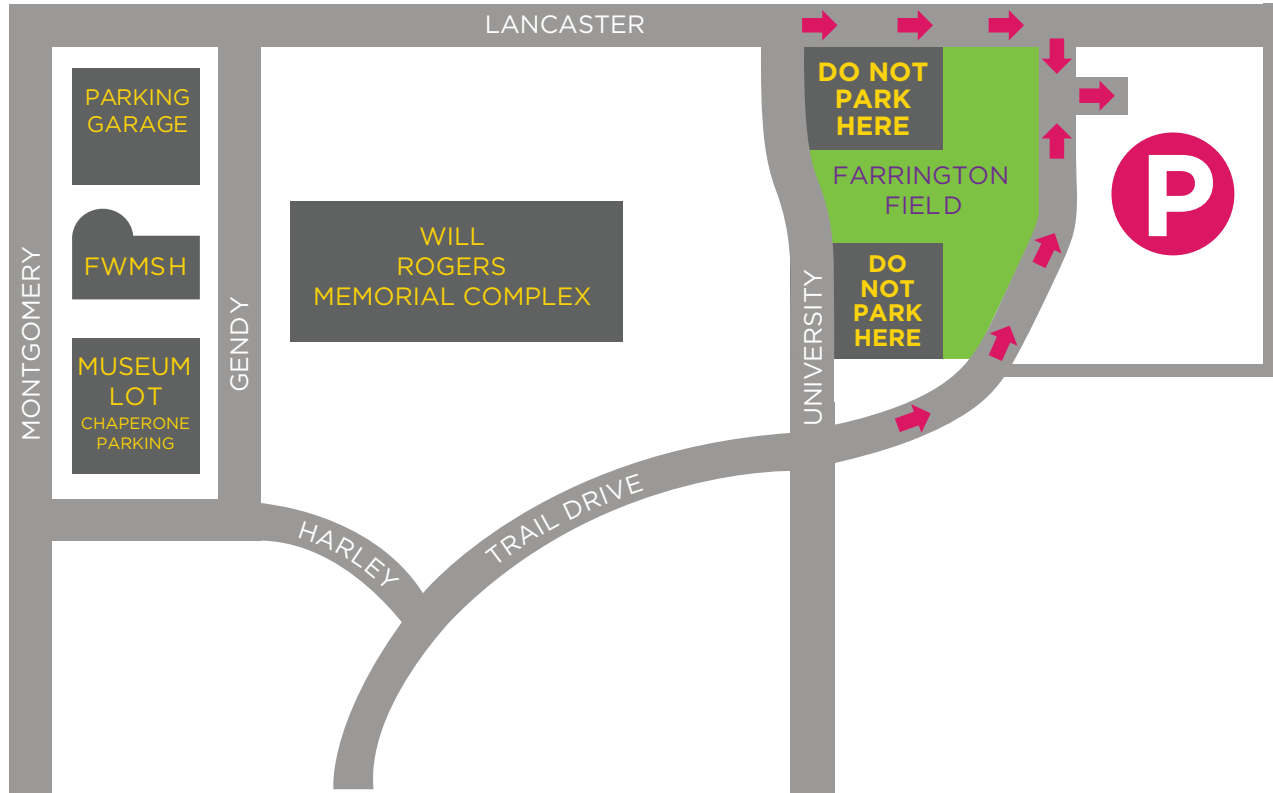 LANCASTER
PARKING
GARAGE
DO NOT
PARK
HERE
FARRINGTON
FIELD
P
WILL
ROGERS
MEMORIAL COMPLEX
FWMSH
DO
NOT
PARK
HERE
MONTGOMERY
GENDY
UNIVERSITY
MUSEUM
LOT
CHAPERONE
PARKING
HARLEY
TRAIL DRIVE